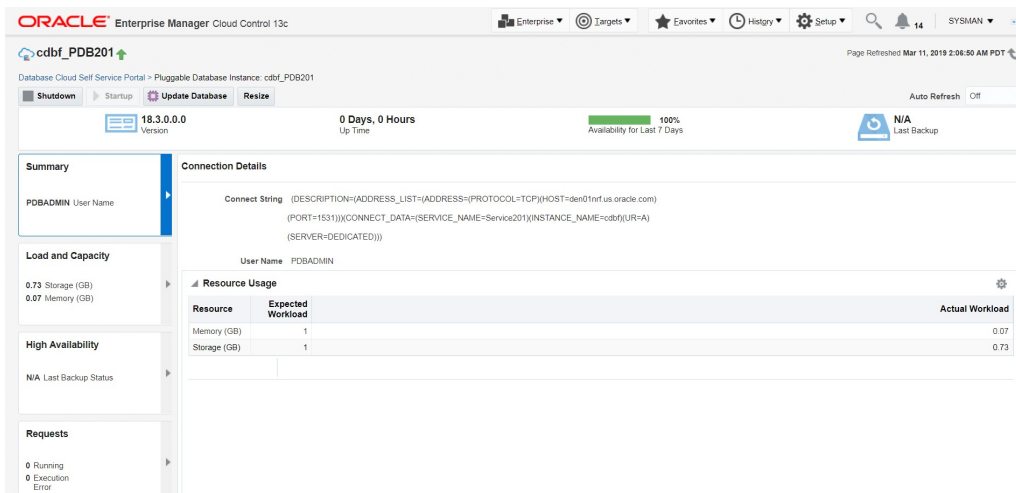 ORACLE Enterprise Manager Cloud Control 13c
Enterprise
Targets
Favorites
History
Setup
14
SYSMAN
cdbf_PDB201
Page Refreshed Mar 11, 2019 2:06:50 AM PDT
Database Cloud Self Service Portal > Pluggable Database Instance: cdbf_PDB201
Shutdown
Startup
Update Database
Resize
Auto Refresh Off
18.3.0.0.0
Version
0 Days, 0 Hours
Up Time
100%
Availability for Last 7 Days
N/A
Last Backup
Summary
PDBADMIN User Name
Load and Capacity
0.73 Storage (GB)
0.07 Memory (GB)
High Availability
N/A Last Backup Status
Requests
0 Running
0 Execution
Error
Connection Details
Connect String (DESCRIPTION=(ADDRESS_LIST=(ADDRESS=(PROTOCOL=TCP)(HOST=den01nrf.us.oracle.com)
(PORT=1531)))(CONNECT_DATA=(SERVICE_NAME=Service201)(INSTANCE_NAME=cdbf)(UR=A)
(SERVER=DEDICATED)))
User Name PDBADMIN
Resource Usage
Resource Expected Workload Actual Workload
Memory (GB) 1 0.07
Storage (GB) 1 0.73